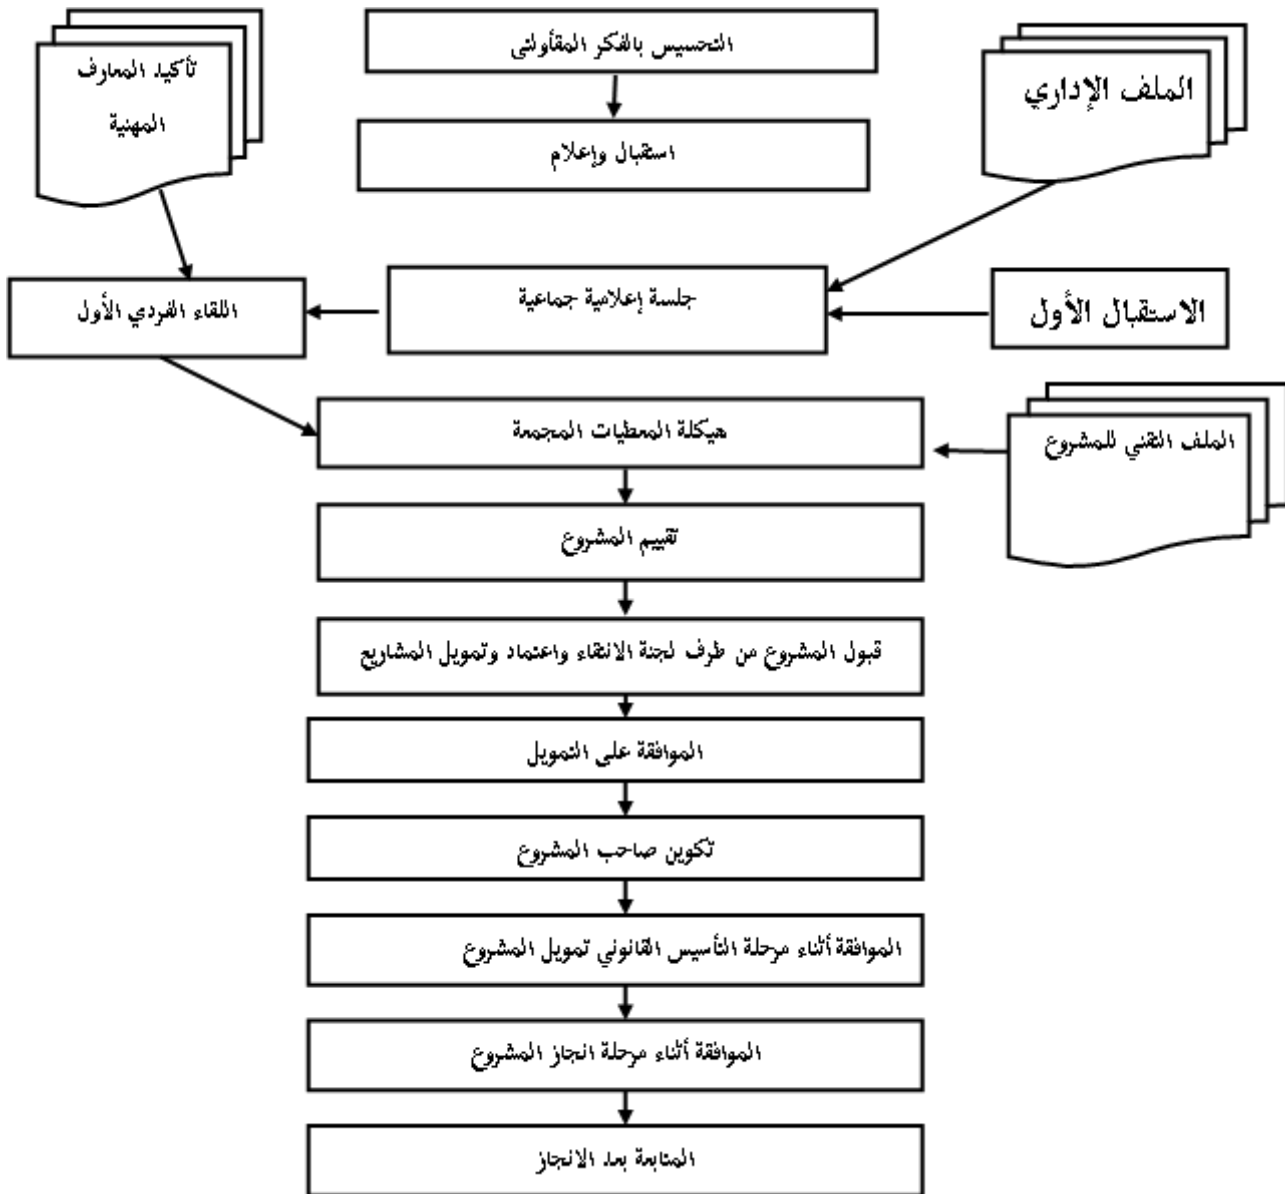 التحسيس بالفكر المقأولتى
تأكيد المعارف
المهنية
الملف الإداري
استقبال وإعلام
جلسة إعلامية جماعية
الاستقبال الأول
اللقاء الفردي الأول
هيكلة المعطيات المجمعة
الملف التقني للمشروع
تقييم المشروع
قبول المشروع من طرف لجنة الانتقاء واعتماد وتمويل المشاريع
الموافقة على التمويل
تكوين صاحب المشروع
الموافقة أثناء مرحلة التأسيس القانوني تمويل المشروع
الموافقة أثناء مرحلة انجاز المشروع
المتابعة بعد الانجاز